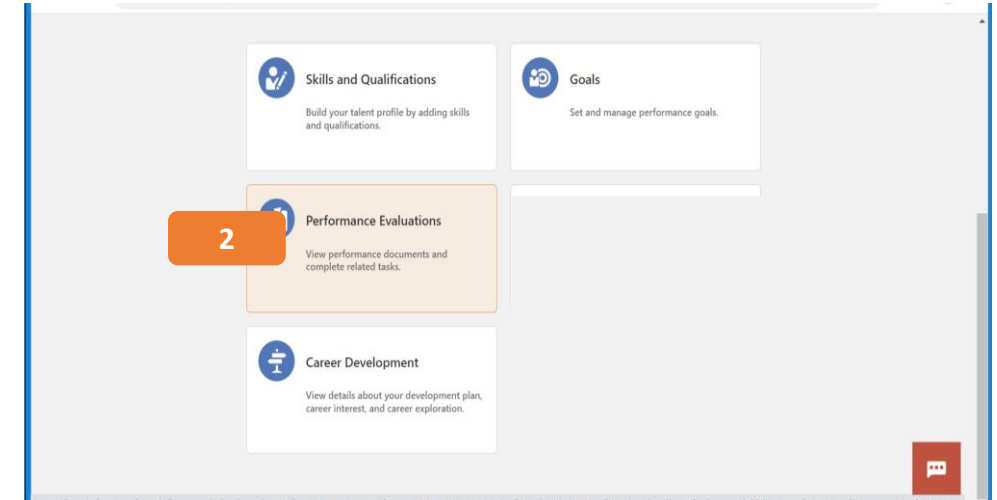 Skills and Qualifications
Build your talent profile by adding skills
and qualifications.
Goals
Set and manage performance goals.
2
Performance Evaluations
View performance documents and
complete related tasks.
Career Development
View details about your development plan,
career interest, and career exploration.